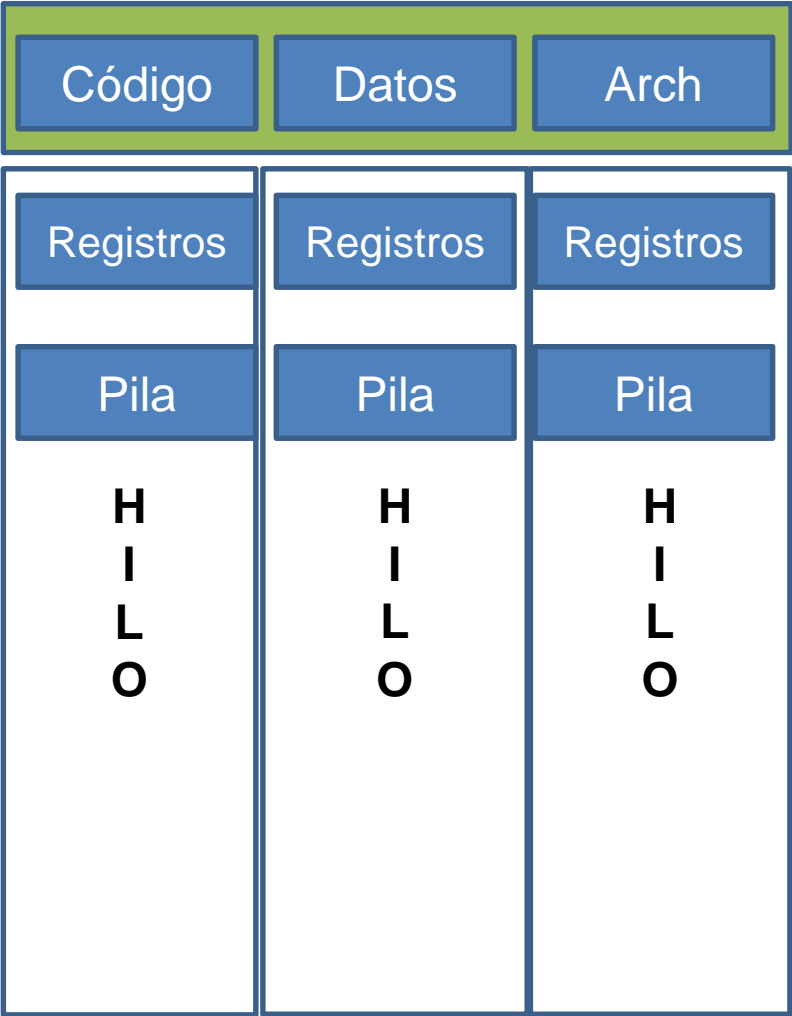 Código Datos Arch
Registros Registros Registros
Pila Pila Pila
H H H
I I I
L L L
O O O